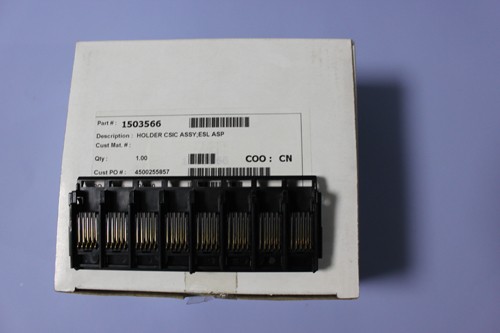 Part # : 1503566
Description : HOLDER CSIC ASSY;ESL ASP
Cust Mat. # :
Qty : 1.00 COO : CN
Cust PO # : 4500255857